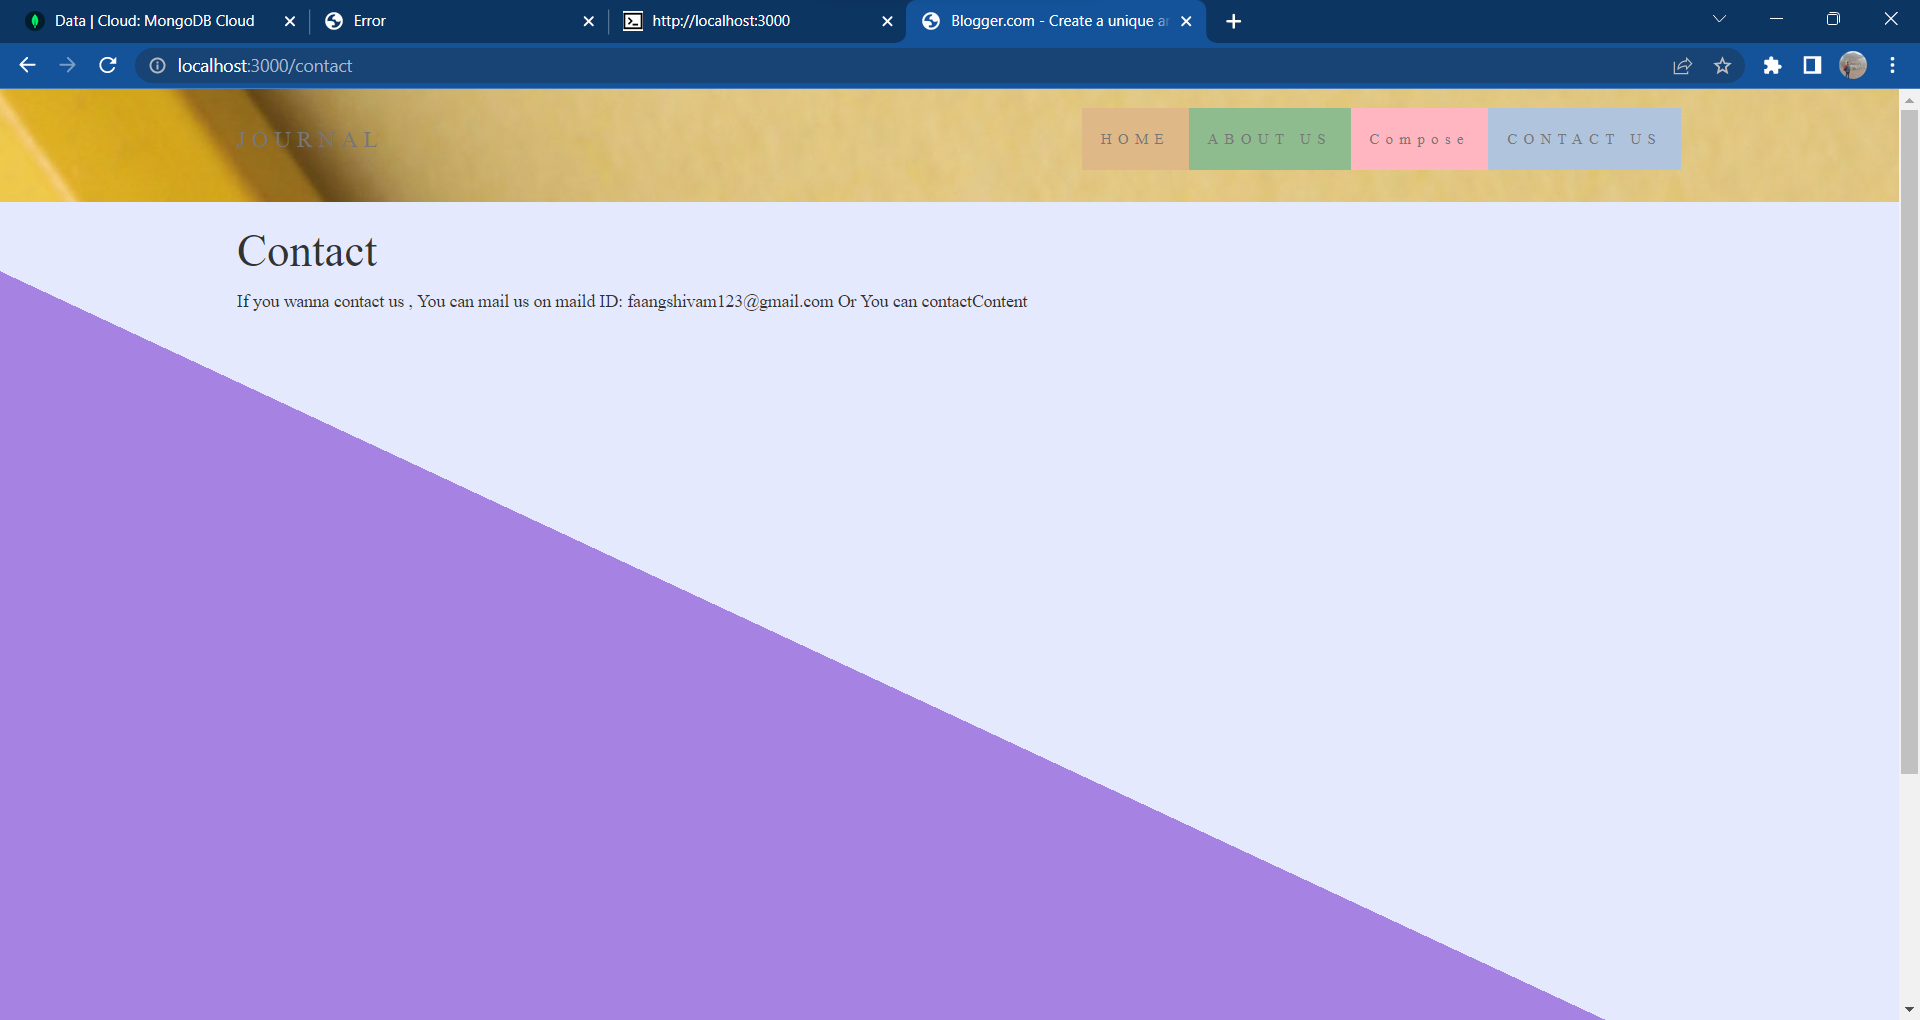 Data | Cloud: MongoDB Cloud
Error
http://localhost:3000
Blogger.com - Create a unique a
localhost:3000/contact
JOURNAL
HOME
ABOUT US
Compose
CONTACT US
Contact
If you wanna contact us , You can mail us on maild ID: faangshivam123@gmail.com Or You can contactContent